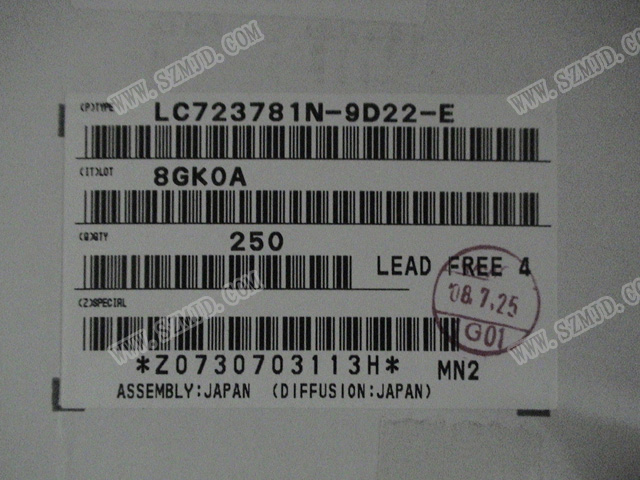 (P)TYPE LC723781N-9D22-E
(IT)LOT 8GK0A
(Q)QTY 250
LEAD FREE 4
(Z)SPECIAL
08.7.25
G01
*Z0730703113H* MN2
ASSEMBLY:JAPAN (DIFFUSION:JAPAN)
WWW.SZMJD.COM
WWW.SZMJD.COM
WWW.SZMJD.COM
WWW.SZMJD.COM